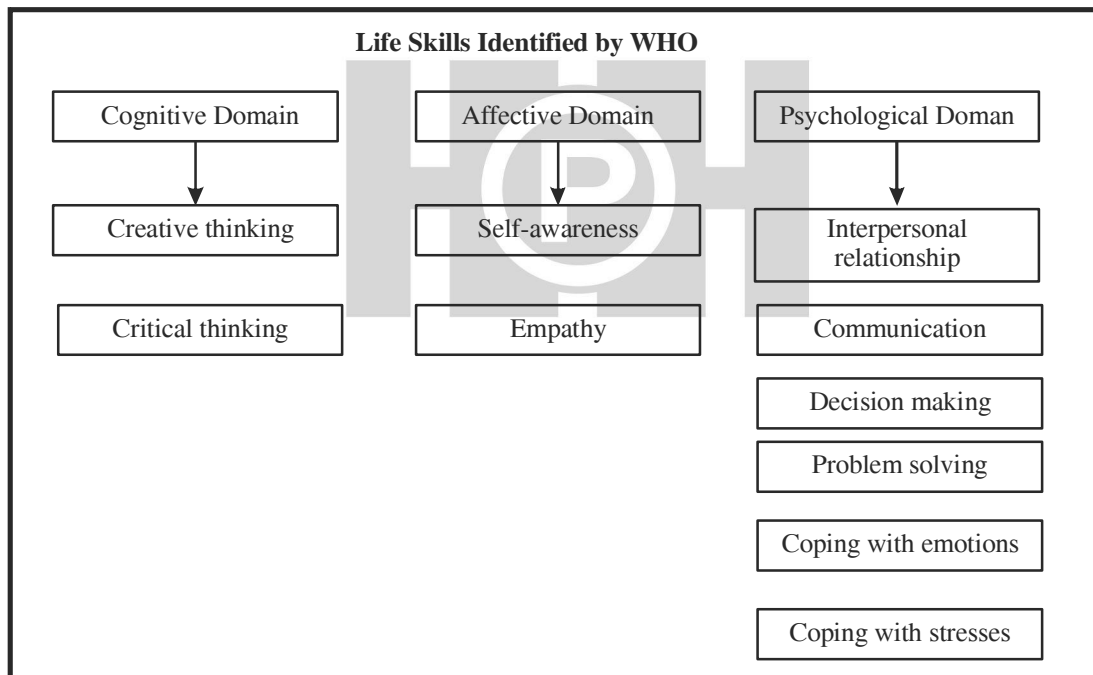 Life Skills Identified by WHO
Cognitive Domain
Affective Domain
Psychological Doman
Creative thinking
Self-awareness
Interpersonal
relationship
Critical thinking
Empathy
Communication
Decision making
Problem solving
Coping with emotions
Coping with stresses
P